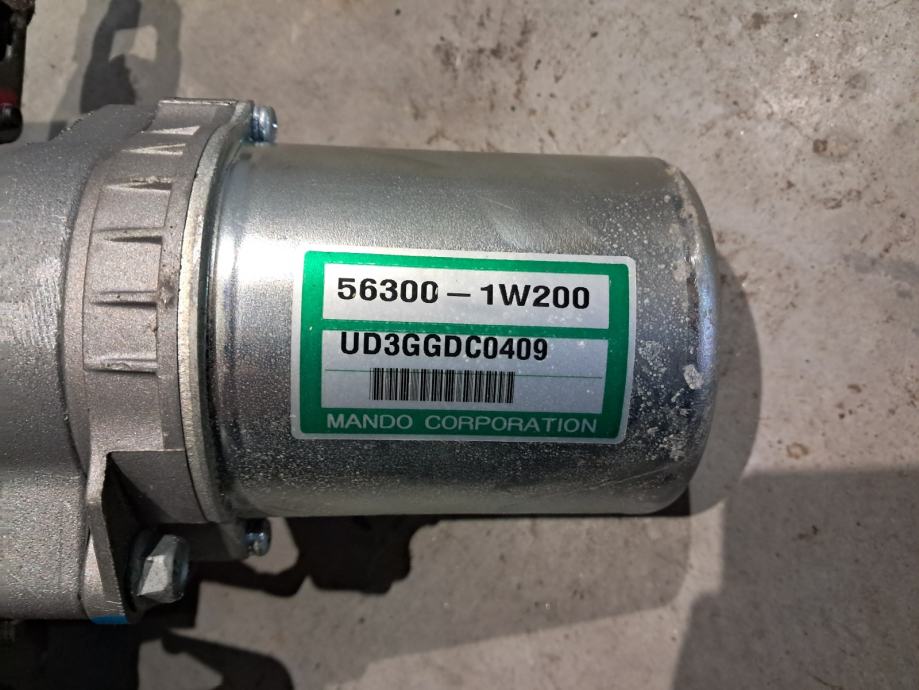 56300-1W200
UD3GGDC0409
MANDO CORPORATION